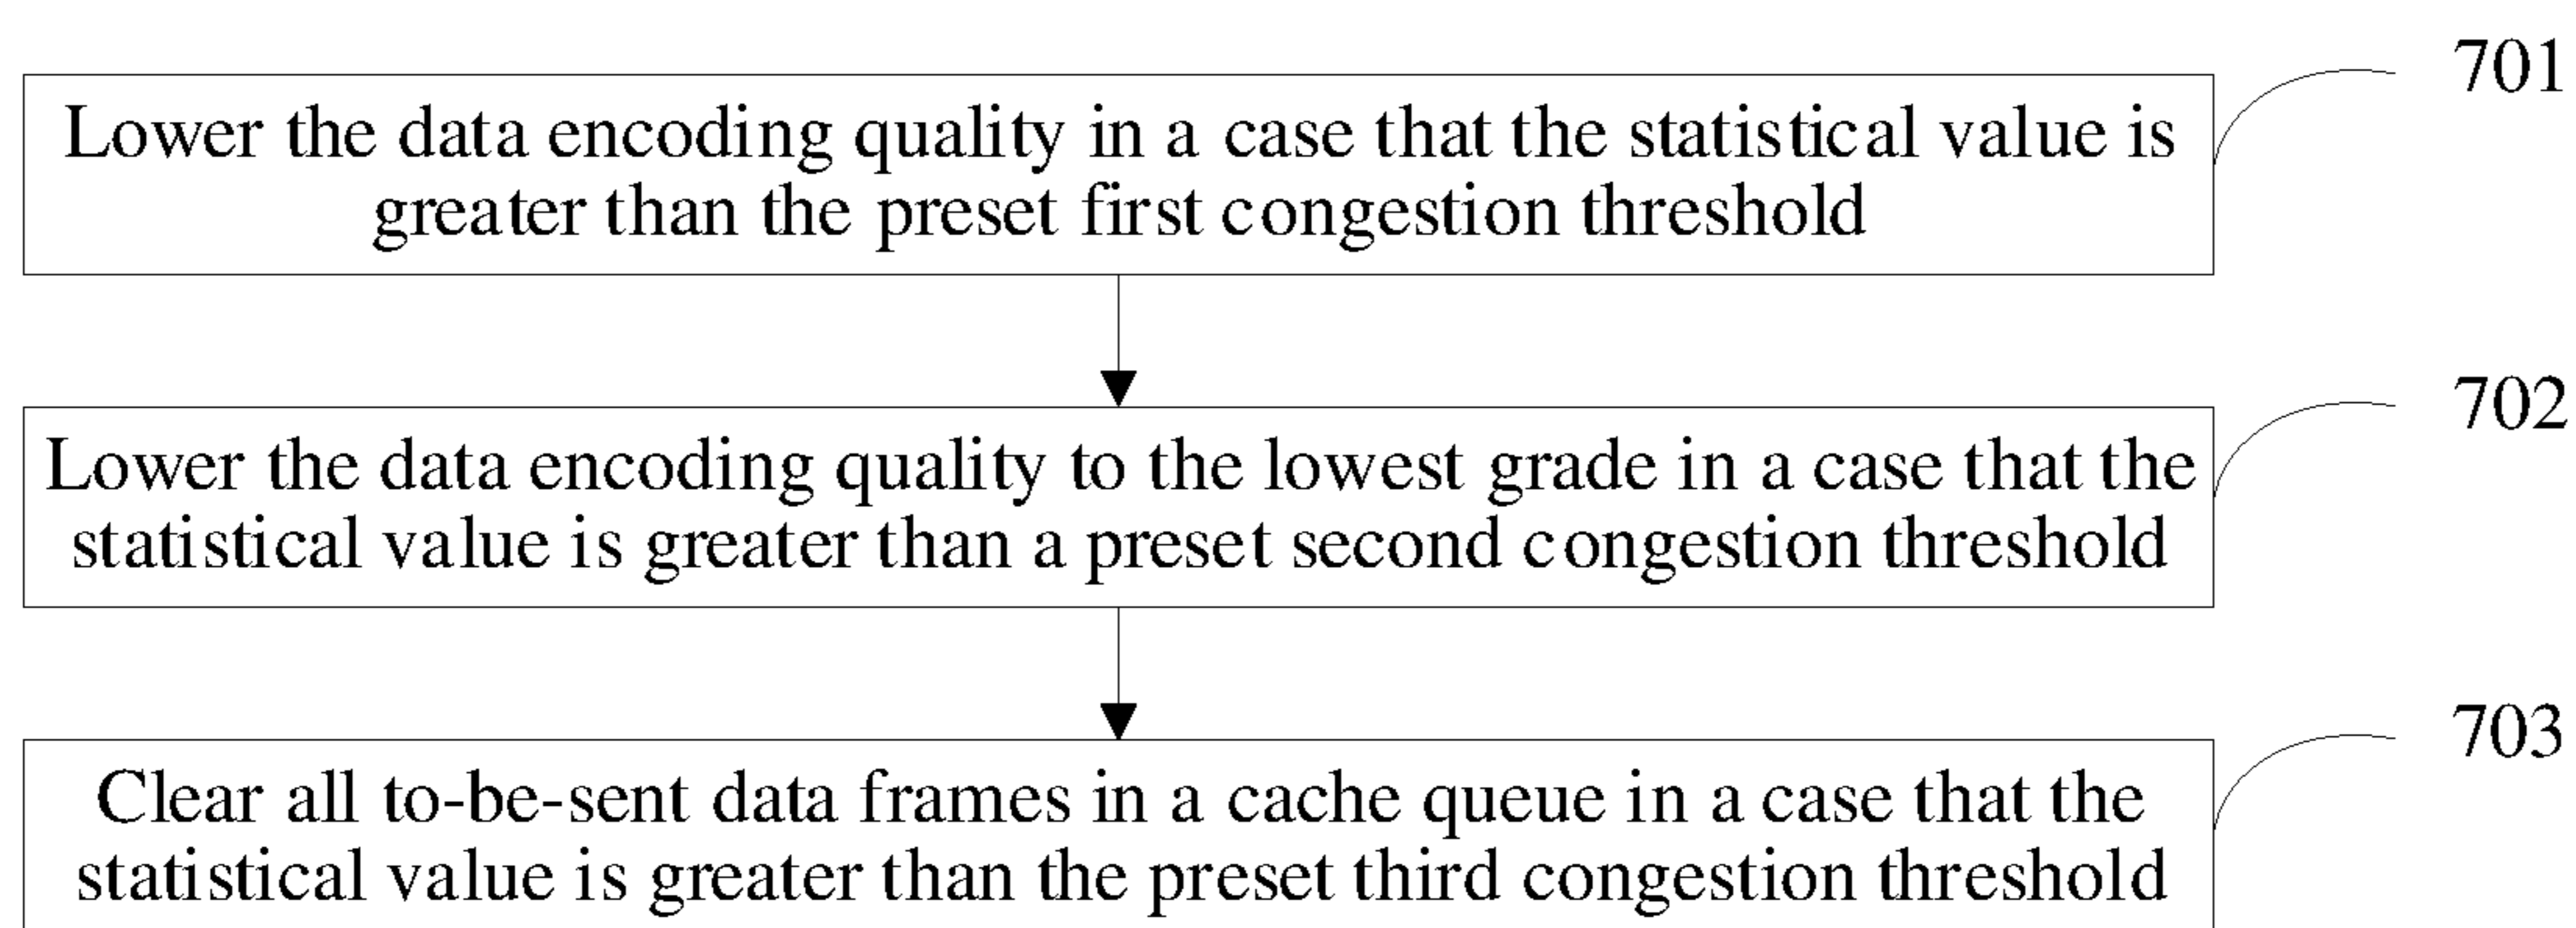 701
Lower the data encoding quality in a case that the statistical value is
greater than the preset first congestion threshold
702
Lower the data encoding quality to the lowest grade in a case that the
statistical value is greater than a preset second congestion threshold
703
Clear all to-be-sent data frames in a cache queue in a case that the
statistical value is greater than the preset third congestion threshold